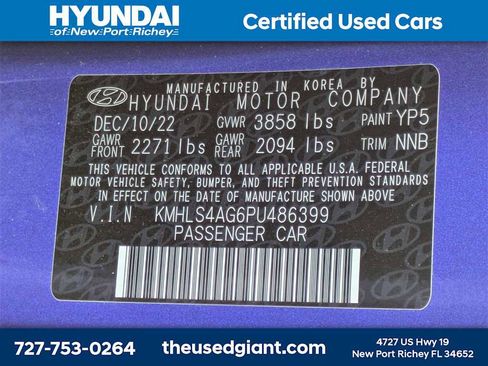 HYUNDAI
of New Port Richey
Certified Used Cars
MANUFACTURED IN KOREA BY
HYUNDAI MOTOR COMPANY
DEC/10/22 GVWR 3858 lbs PAINT YP5
GAWR FRONT 2271 lbs GAWR REAR 2094 lbs TRIM NNB
THIS VEHICLE CONFORMS TO ALL APPLICABLE U.S.A. FEDERAL
MOTOR VEHICLE SAFETY, BUMPER, AND THEFT PREVENTION
STANDARDS IN EFFECT ON THE DATE OF MANUFACTURE SHOWN ABOVE.
V.I.N KMHLS4AG6PU486399
PASSENGER CAR
727-753-0264
theusedgiant.com
4727 US Hwy 19
New Port Richey FL 34652